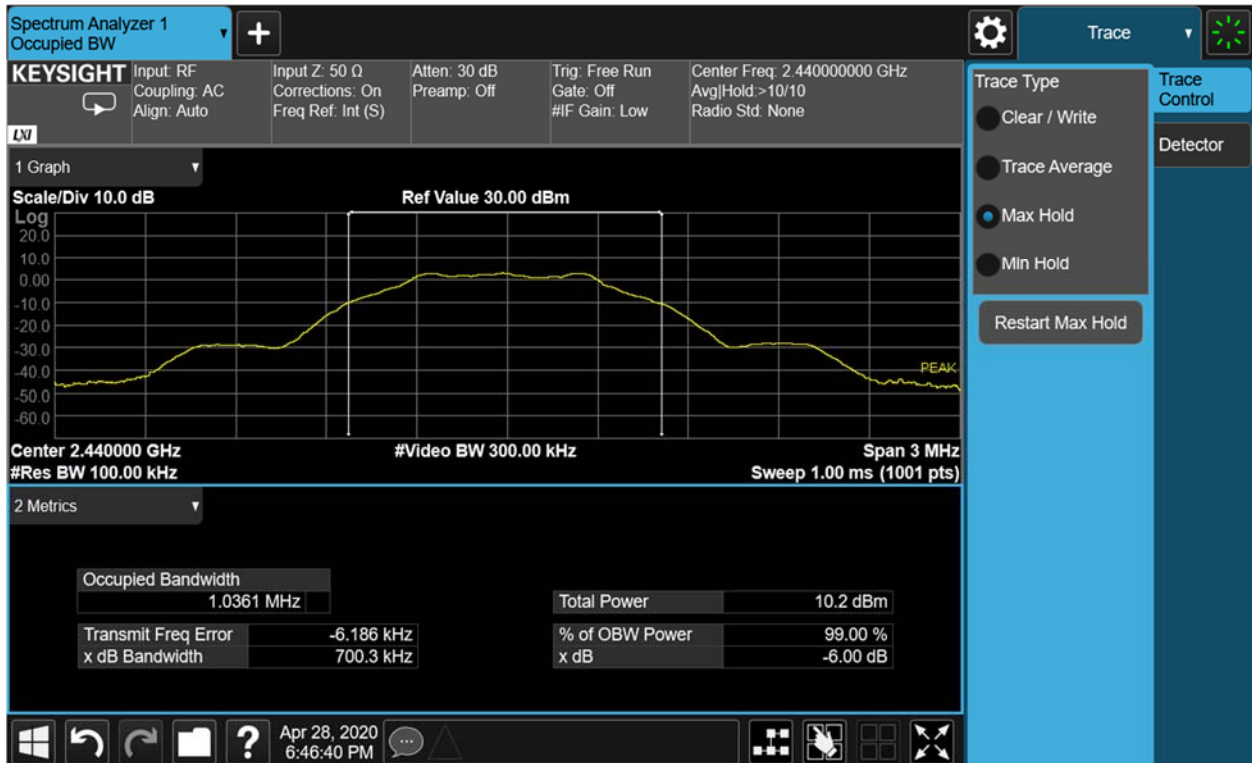 Spectrum Analyzer 1
Occupied BW
+
Trace
KEYSIGHT
LXI
Input: RF
Coupling: AC
Align: Auto
Input Z: 50 Ω
Corrections: On
Freq Ref: Int (S)
Atten: 30 dB
Preamp: Off
Trig: Free Run
Gate: Off
#IF Gain: Low
Center Freq: 2.440000000 GHz
Avg|Hold:>10/10
Radio Std: None
Trace Type
Clear / Write
Trace Average
Max Hold
Min Hold
Restart Max Hold
Trace
Control
Detector
1 Graph
Scale/Div 10.0 dB
Ref Value 30.00 dBm
Log
20.0
10.0
0.00
-10.0
-20.0
-30.0
-40.0
-50.0
-60.0
PEAK
Center 2.440000 GHz
#Video BW 300.00 kHz
Span 3 MHz
#Res BW 100.00 kHz
Sweep 1.00 ms (1001 pts)
2 Metrics
Occupied Bandwidth
1.0361 MHz
Total Power 10.2 dBm
Transmit Freq Error -6.186 kHz
% of OBW Power 99.00 %
x dB Bandwidth 700.3 kHz
x dB -6.00 dB
?
Apr 28, 2020
6:46:40 PM